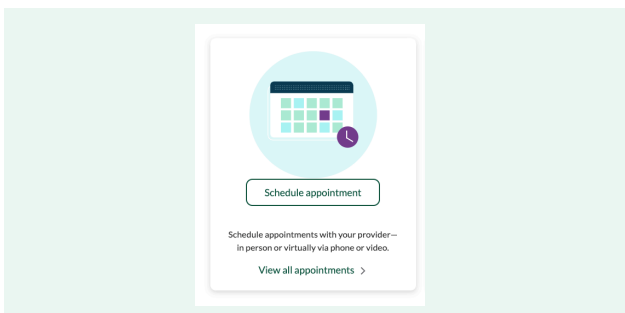 Schedule appointment
Schedule appointments with your provider—
in person or virtually via phone or video.
View all appointments >